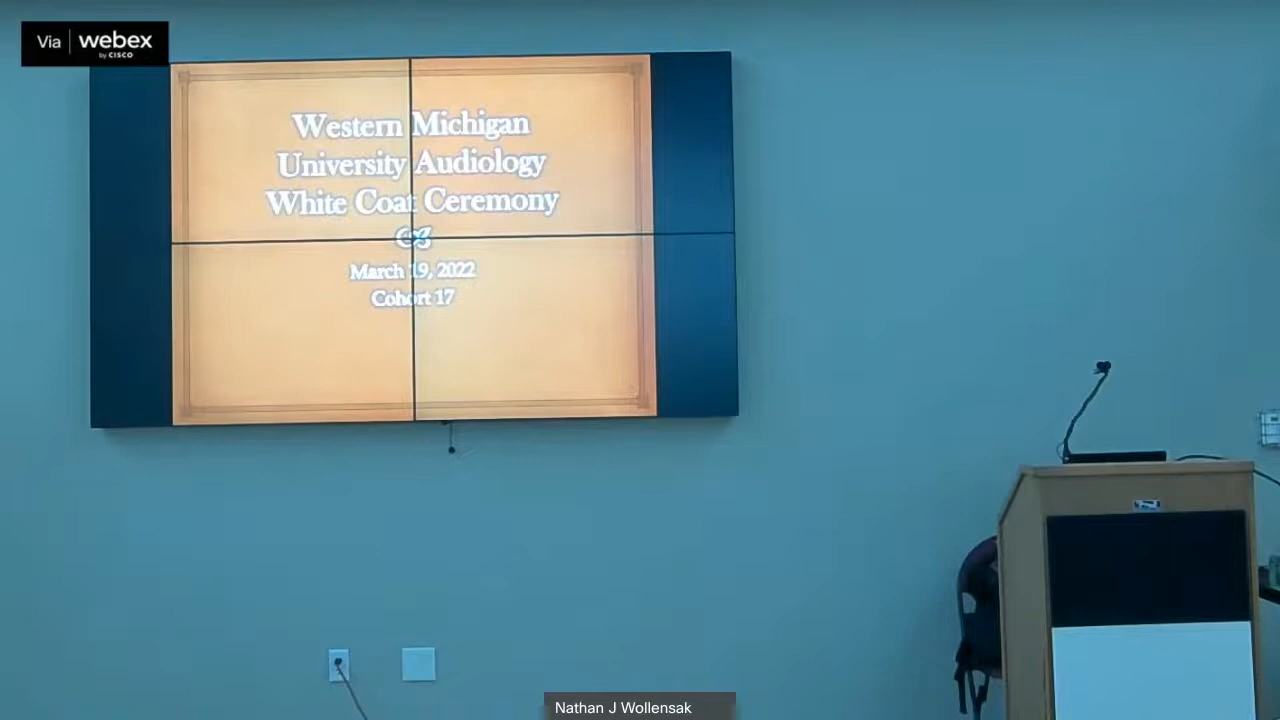 Via webex
by CISCO
Western Michigan
University Audiology
White Coat Ceremony
March 19, 2022
Cohort 17
Nathan J Wollensak